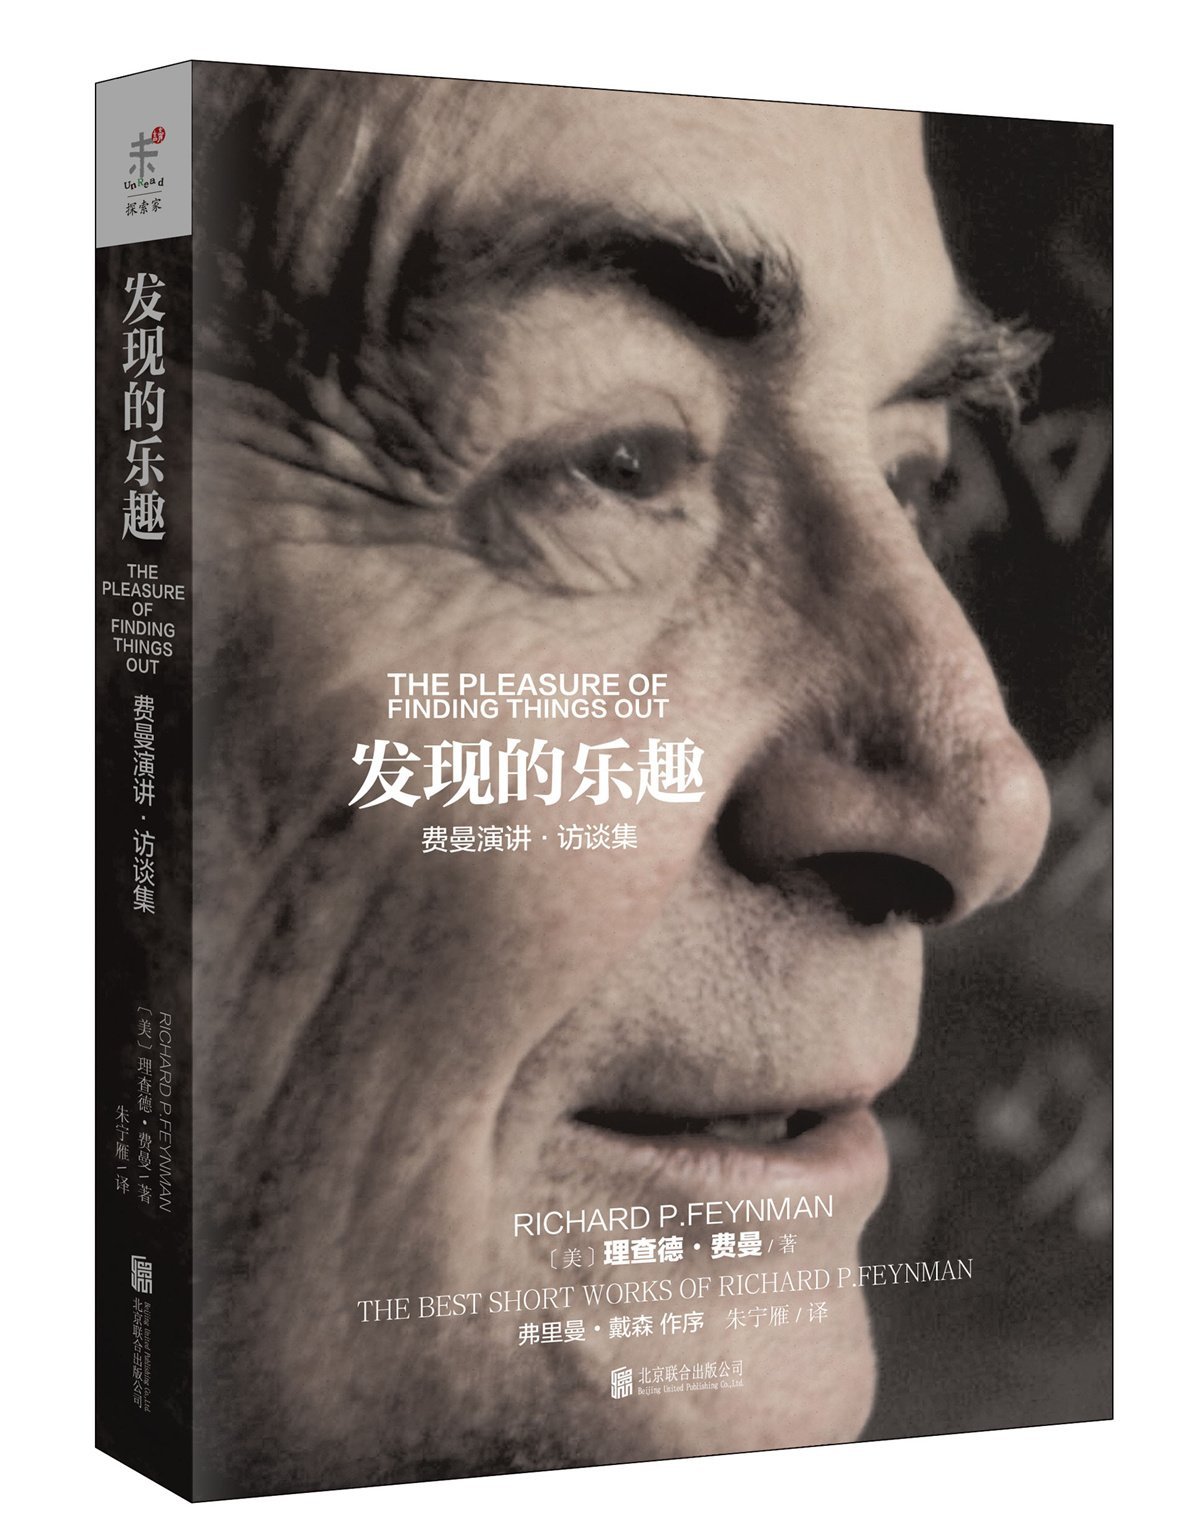 未
UnRead
探索家
发现的乐趣
THE
PLEASURE
OF
FINDING
THINGS
OUT
费曼演讲·访谈集
RICHARD P.FEYNMAN
〔美〕理查德·费曼/著
朱宁雁/译
北京联合出版公司
Beijing United Publishing Co.,Ltd.
THE PLEASURE OF
FINDING THINGS OUT
发现的乐趣
费曼演讲·访谈集
RICHARD P.FEYNMAN
〔美〕理查德·费曼/著
THE BEST SHORT WORKS OF RICHARD P.FEYNMAN
弗里曼·戴森 作序 朱宁雁/译
北京联合出版公司
Beijing United Publishing Co.,Ltd.